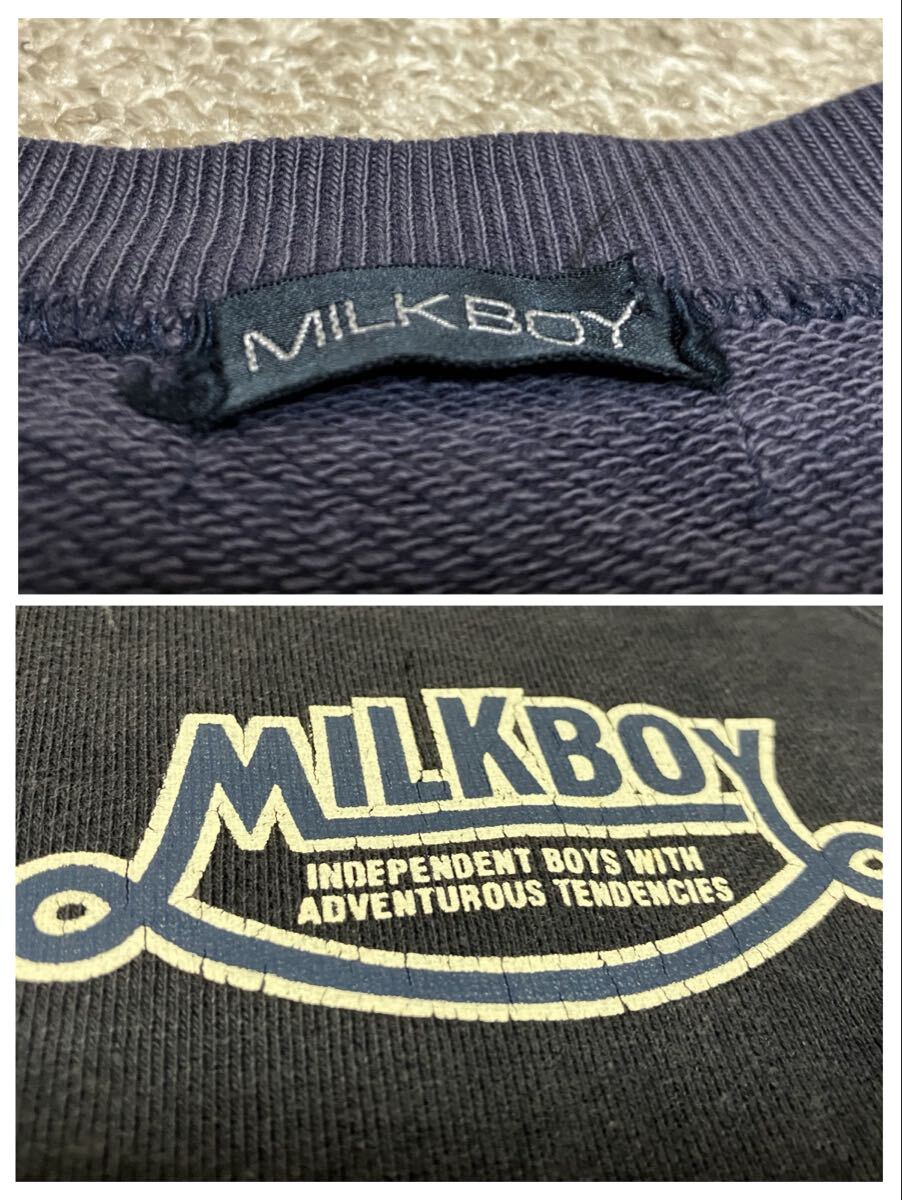 MILKBOY
MILKBOY
INDEPENDENT BOYS WITH
ADVENTUROUS TENDENCIES